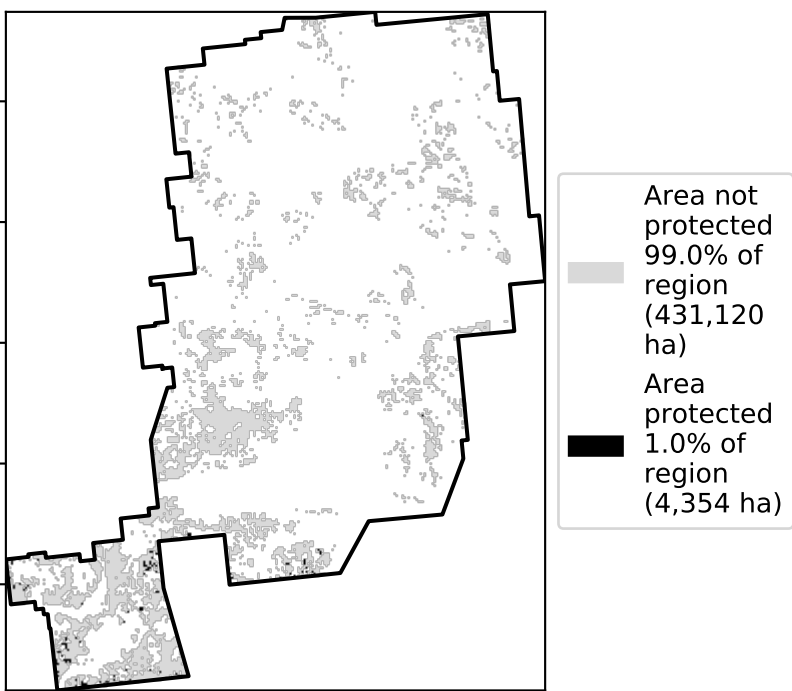 Area not
protected
99.0% of
region
(431,120
ha)
Area
protected
1.0% of
region
(4,354 ha)